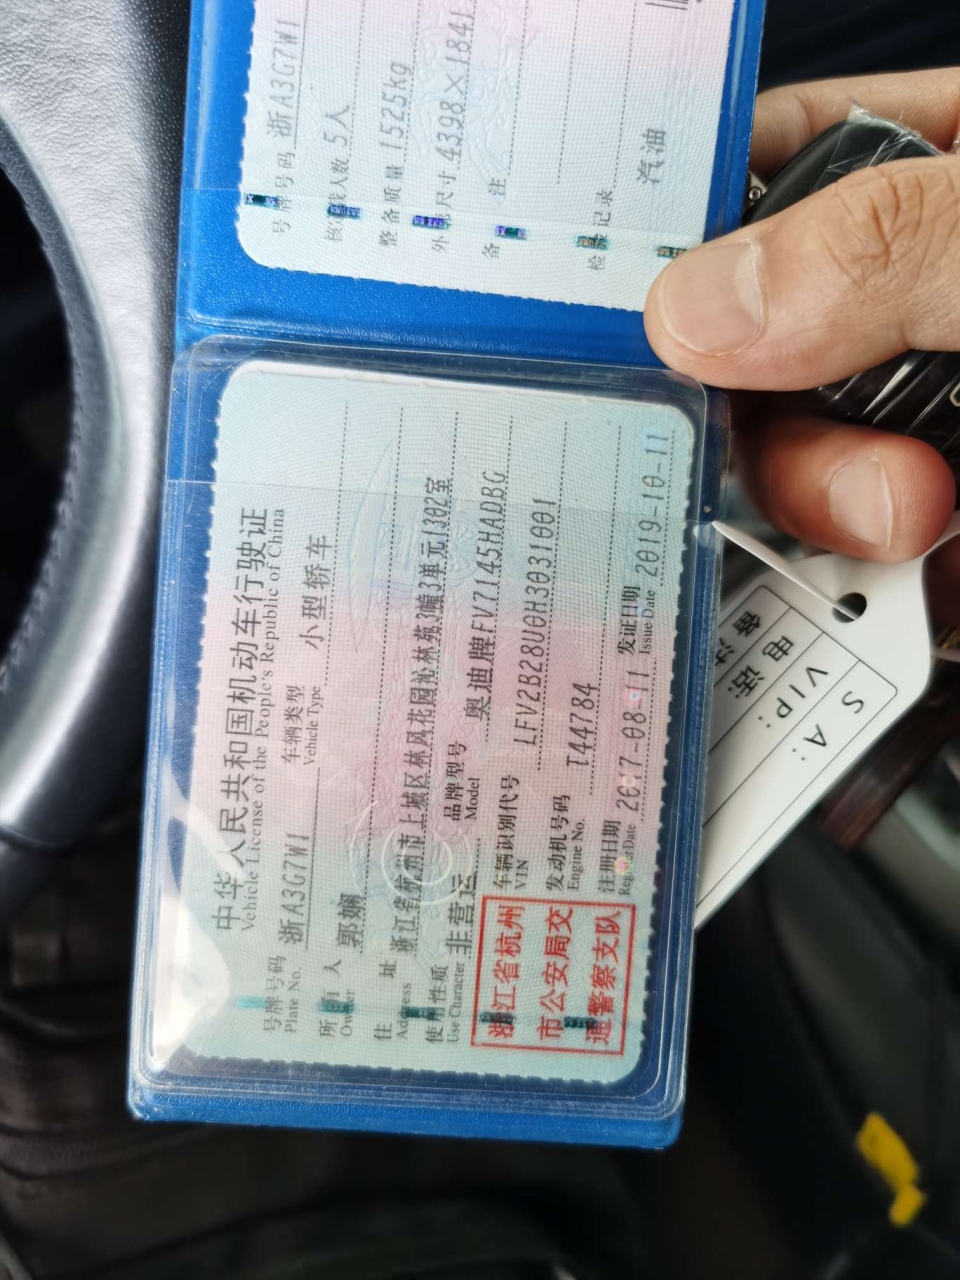 中华人民共和国机动车行驶证
Vehicle License of the People's Republic of China
号牌号码 浙A3G7W1 车辆类型 小型轿车
Plate No. Vehicle Type
所有人 郭娴
Owner
住址 浙江省杭州市上城区林风花园沁林苑3幢3单元1302室
Address
使用性质 非营运 品牌型号 奥迪牌FV7145HADBG
Use Character Model
浙江省杭州
市公安局交
通警察支队
车辆识别代号 LFV2B28U0H3031001
VIN
发动机号码 T44784
Engine No.
注册日期 2017-08-11 发证日期 2019-10-11
Register Date Issue Date
号牌号码 浙A3G7W1
核定载人数 5人
整备质量 1525kg
外廓尺寸 4398×1841
备注
检验记录
汽油
S A:
VIP:
电话: